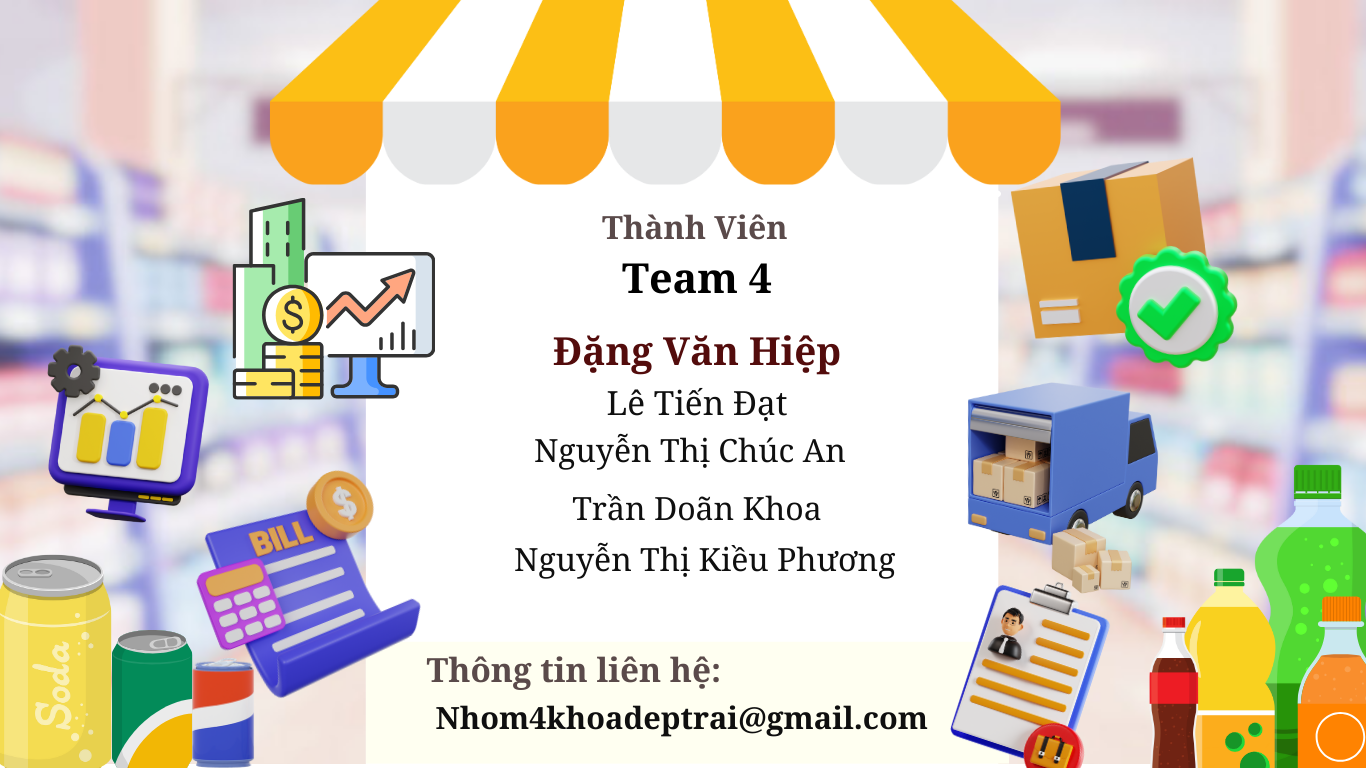 Thành Viên
Team 4
Đặng Văn Hiệp
Lê Tiến Đạt
Nguyễn Thị Chúc An
Trần Doãn Khoa
Nguyễn Thị Kiều Phương
BILL
Soda
Thông tin liên hệ:
Nhom4khoadeptrai@gmail.com